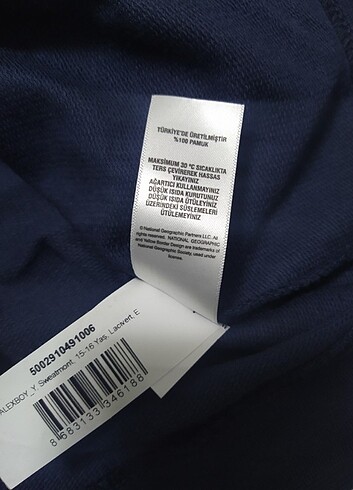 TÜRKİYE'DE ÜRETİLMİŞTİR
%100 PAMUK
MAKSİMUM 30 °C SICAKLIKTA
TERS ÇEVİREREK HASSAS
YIKAYINIZ
AĞARTICI KULLANMAYINIZ
DÜŞÜK ISIDA KURUTUNUZ
DÜŞÜK ISIDA ÜTÜLEYİNİZ
ÜZERİNDEKİ SÜSLEMELERİ
ÜTÜLEMEYİNİZ
©National Geographic Partners LLC. All
rights reserved. NATIONAL GEOGRAPHIC
and Yellow Border Design are trademarks of
National Geographic Society, used under
license.
5002910491006
ALEXBOY_Y, Sweatmont, 15-16 Yaş, Lacivert, E
8683133346188